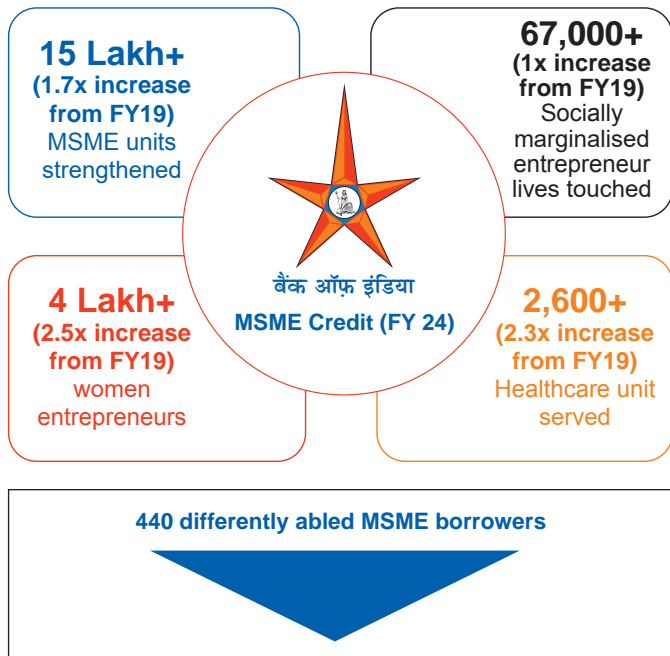 15 Lakh+
(1.7x increase
from FY19)
MSME units
strengthened
67,000+
(1x increase
from FY19)
Socially
marginalised
entrepreneur
lives touched
बैंक ऑफ़ इंडिया
MSME Credit (FY 24)
4 Lakh+
(2.5x increase
from FY19)
women
entrepreneurs
2,600+
(2.3x increase
from FY19)
Healthcare unit
served
440 differently abled MSME borrowers